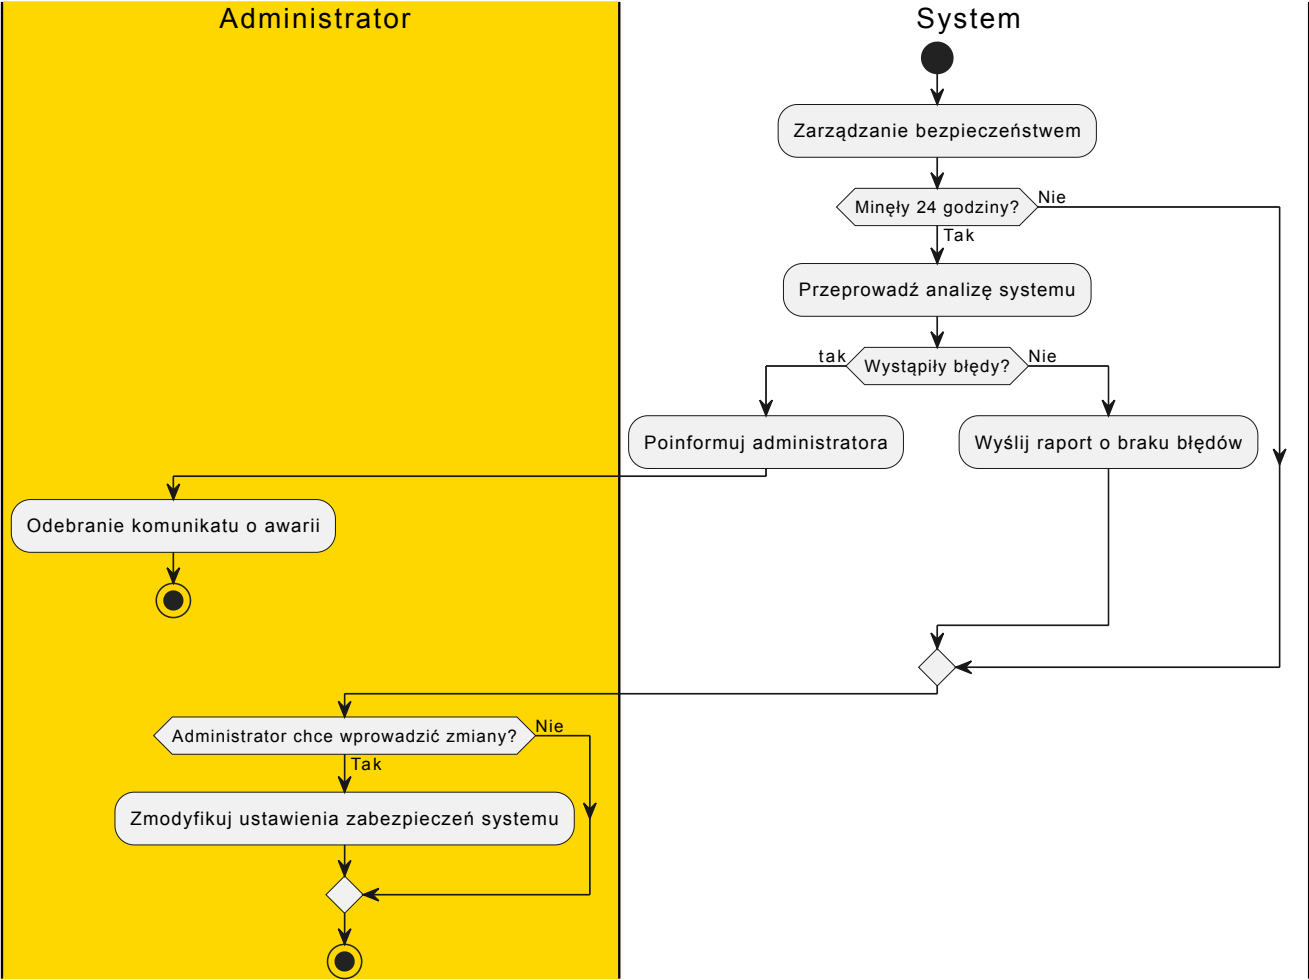 Administrator
System
Zarządzanie bezpieczeństwem
Minęły 24 godziny?
Nie
Tak
Przeprowadź analizę systemu
tak
Wystąpiły błędy?
Nie
Poinformuj administratora
Wyślij raport o braku błędów
Odebranie komunikatu o awarii
Administrator chce wprowadzić zmiany?
Nie
Tak
Zmodyfikuj ustawienia zabezpieczeń systemu